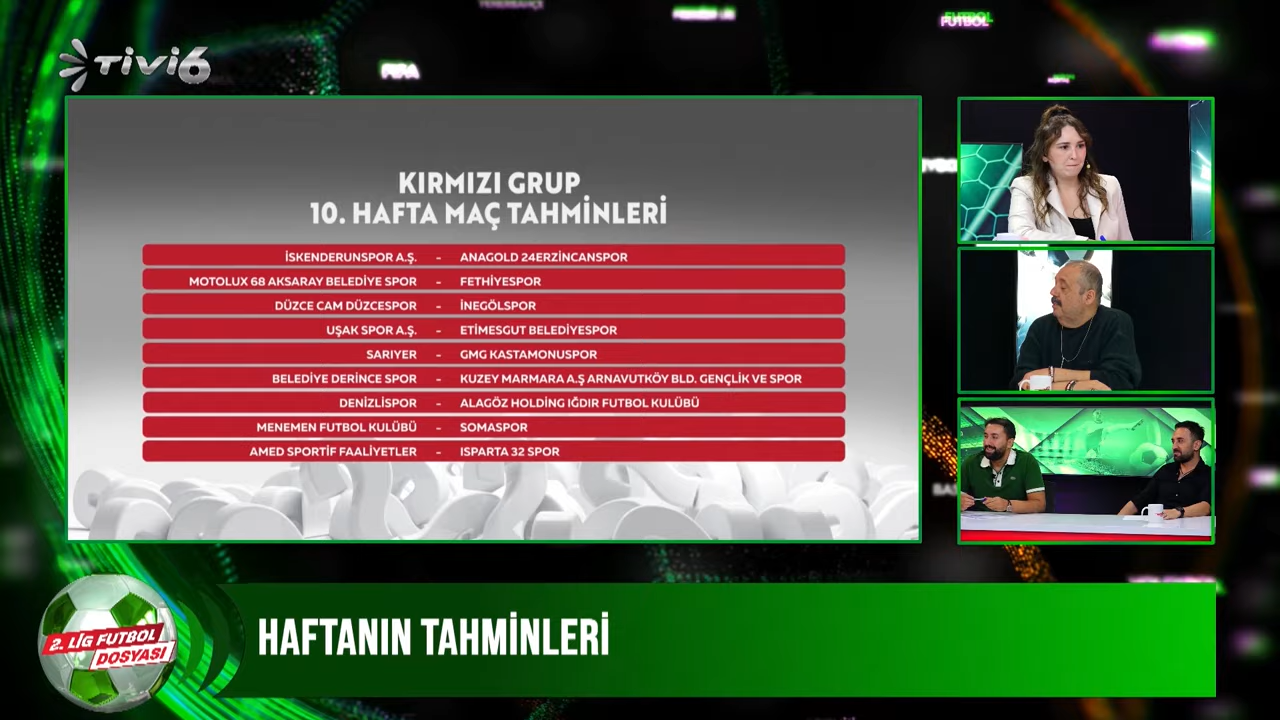 FUTBOL
FIFA
TiVi6
KIRMIZI GRUP
10. HAFTA MAÇ TAHMİNLERİ
İSKENDERUNSPOR A.Ş. - ANAGOLD 24ERZİNCANSPOR
MOTOLUX 68 AKSARAY BELEDİYE SPOR - FETHİYESPOR
DÜZCE CAM DÜZCESPOR - İNEGÖLSPOR
UŞAK SPOR A.Ş. - ETİMESGUT BELEDİYESPOR
SARIYER - GMG KASTAMONUSPOR
BELEDİYE DERİNCE SPOR - KUZEY MARMARA A.Ş ARNAVUTKÖY BLD. GENÇLİK VE SPOR
DENİZLİSPOR - ALAGÖZ HOLDİNG IĞDIR FUTBOL KULÜBÜ
MENEMEN FUTBOL KULÜBÜ - SOMASPOR
AMED SPORTİF FAALİYETLER - ISPARTA 32 SPOR
HAFTANIN TAHMİNLERİ
2. LİG FUTBOL
DOSYASI